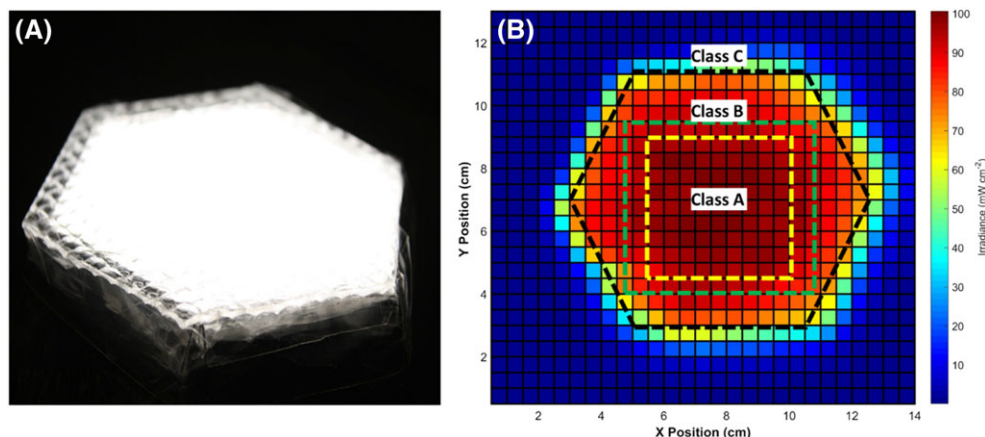 (A)
(B)
Class C
Class B
Class A
Y Position (cm)
12
10
8
6
4
2
2 4 6 8 10 12 14
X Position (cm)
100
90
80
70
60
50
40
30
20
10
Irradiance (mW cm⁻²)